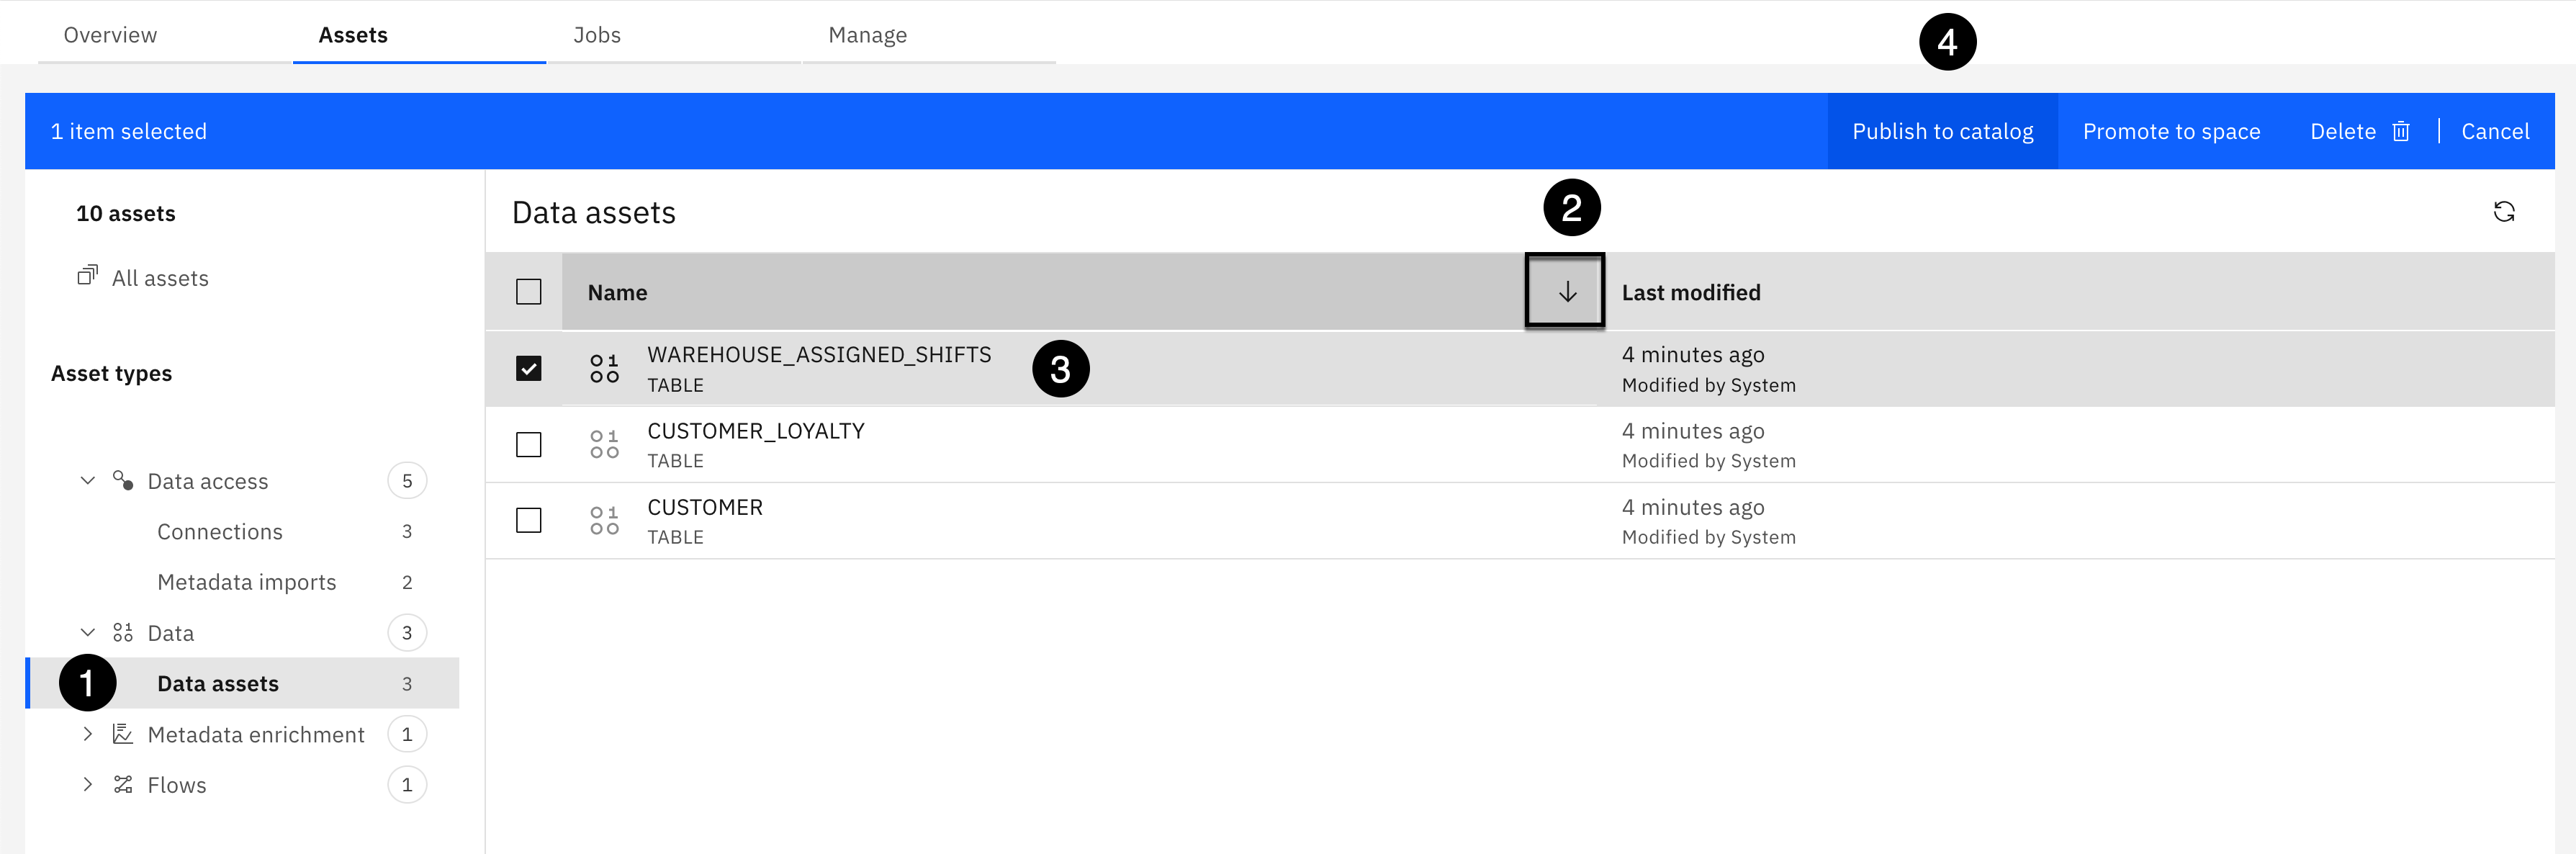 Overview Assets Jobs Manage
4
1 item selected Publish to catalog Promote to space Delete Cancel
10 assets
All assets
Asset types
Data access 5
Connections 3
Metadata imports 2
Data 3
1 Data assets 3
Metadata enrichment 1
Flows 1
Data assets
2
Name Last modified
WAREHOUSE_ASSIGNED_SHIFTS 4 minutes ago
TABLE Modified by System
3
CUSTOMER_LOYALTY 4 minutes ago
TABLE Modified by System
CUSTOMER 4 minutes ago
TABLE Modified by System